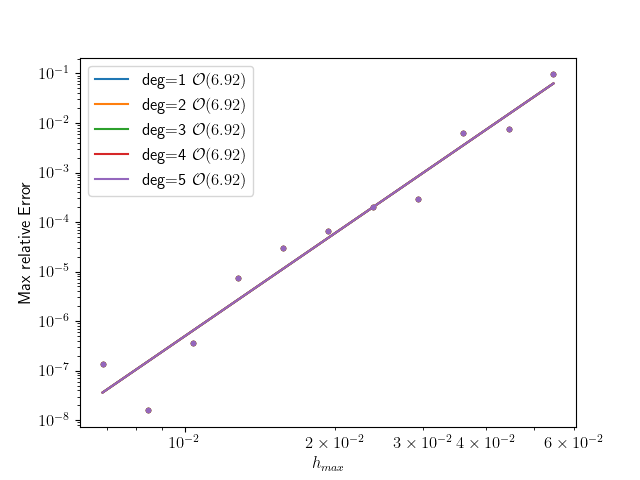 10⁻¹
10⁻²
10⁻³
10⁻⁴
10⁻⁵
10⁻⁶
10⁻⁷
10⁻⁸
Max relative Error
deg=1 𝒪(6.92)
deg=2 𝒪(6.92)
deg=3 𝒪(6.92)
deg=4 𝒪(6.92)
deg=5 𝒪(6.92)
10⁻² 2 × 10⁻² 3 × 10⁻² 4 × 10⁻² 6 × 10⁻²
hₘₐₓ